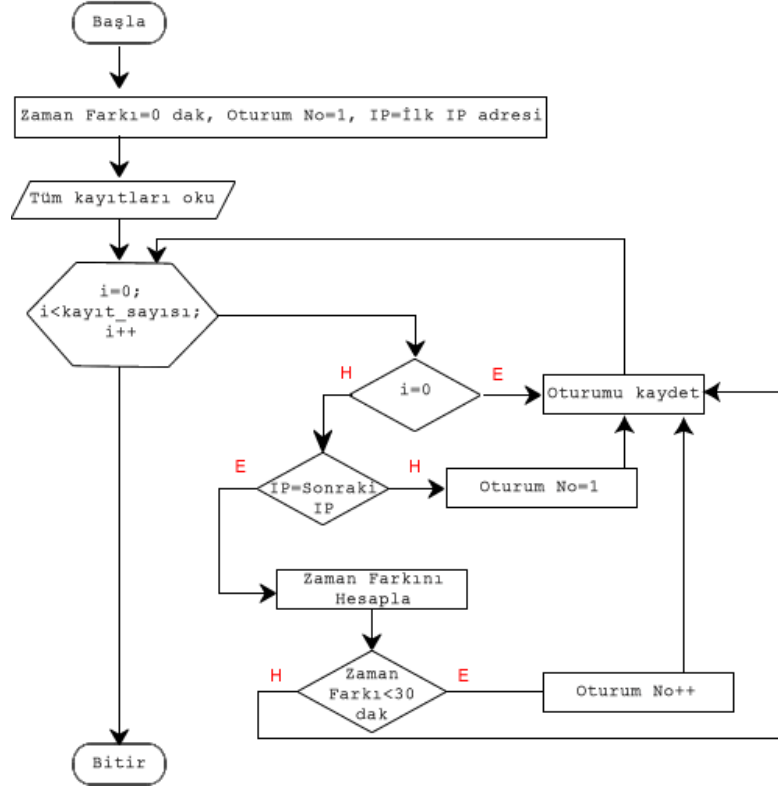 Başla
Zaman Farkı=0 dak, Oturum No=1, IP=İlk IP adresi
Tüm kayıtları oku
i=0;
i<kayıt_sayısı;
i++
H
i=0
E
Oturumu kaydet
E
IP=Sonraki
IP
H
Oturum No=1
Zaman Farkını
Hesapla
H
Zaman
Farkı<30
dak
E
Oturum No++
Bitir